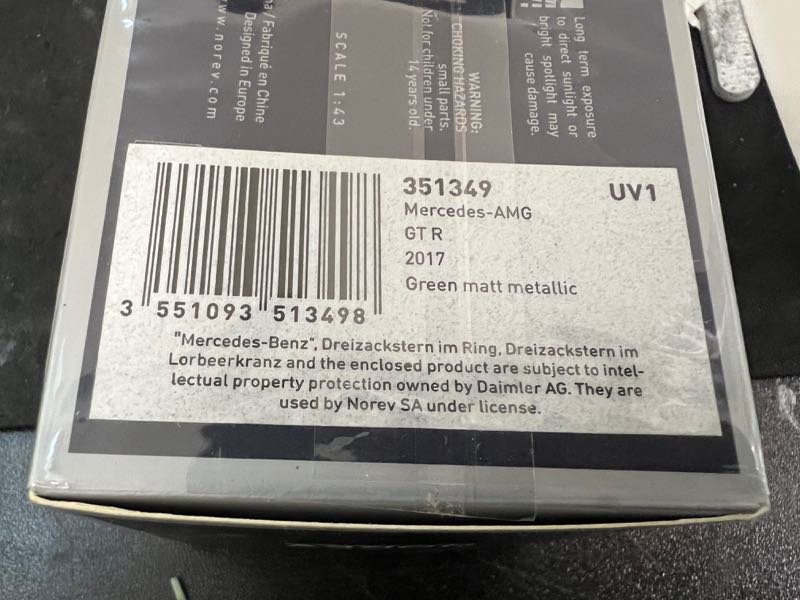 Long term exposure
to direct sunlight or
bright spotlight may
cause damage.
WARNING:
CHOKING HAZARDS
small parts.
Not for children under
14 years old.
SCALE 1:43
/ Fabriqué en Chine
Designed in Europe
www.norev.com
351349
UV1
Mercedes-AMG
GT R
2017
Green matt metallic
3 551093 513498
"Mercedes-Benz", Dreizackstern im Ring, Dreizackstern im
Lorbeerkranz and the enclosed product are subject to intel-
lectual property protection owned by Daimler AG. They are
used by Norev SA under license.